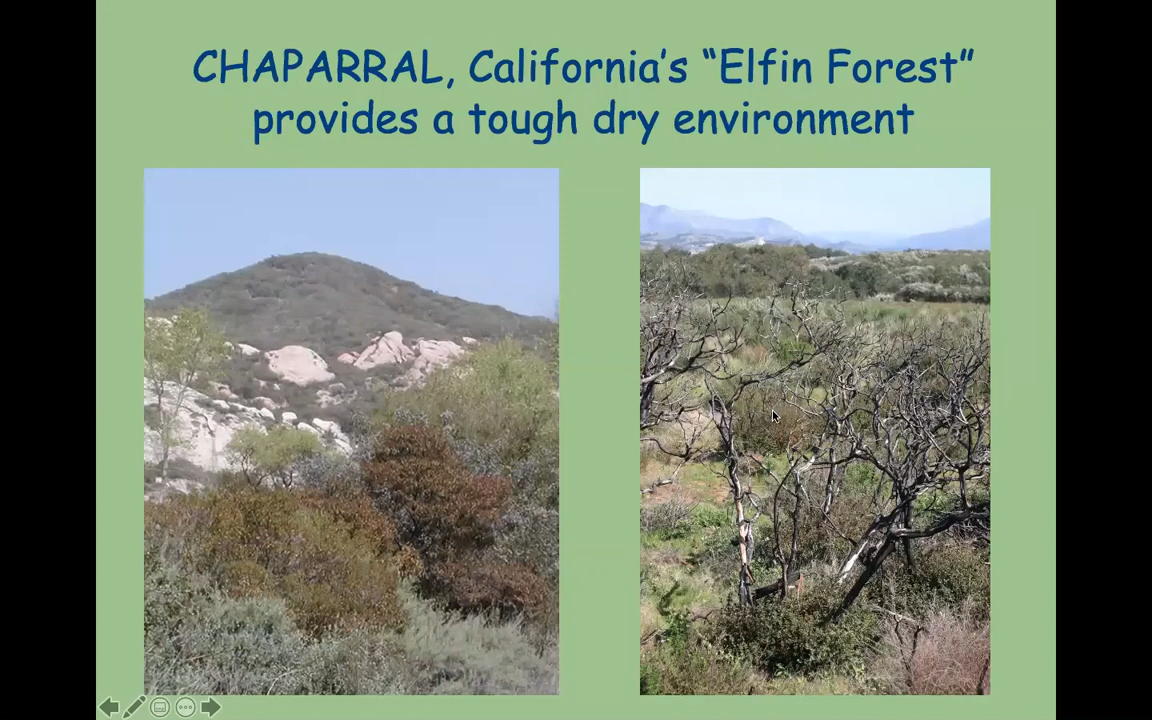 CHAPARRAL, California’s “Elfin Forest”
provides a tough dry environment